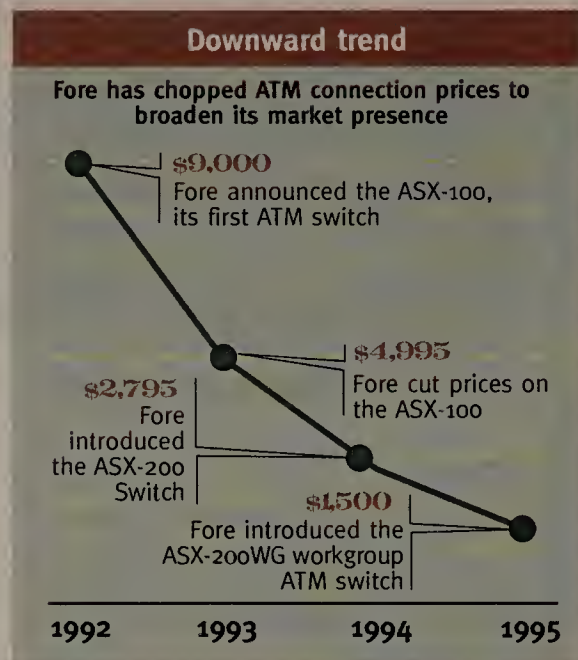 Downward trend
Fore has chopped ATM connection prices to
broaden its market presence
$9,000
Fore announced the ASX-100,
its first ATM switch
$4,995
Fore cut prices on
the ASX-100
$2,795
Fore
introduced
the ASX-200
Switch
$1,500
Fore introduced the
ASX-200WG workgroup
ATM switch
1992 1993 1994 1995